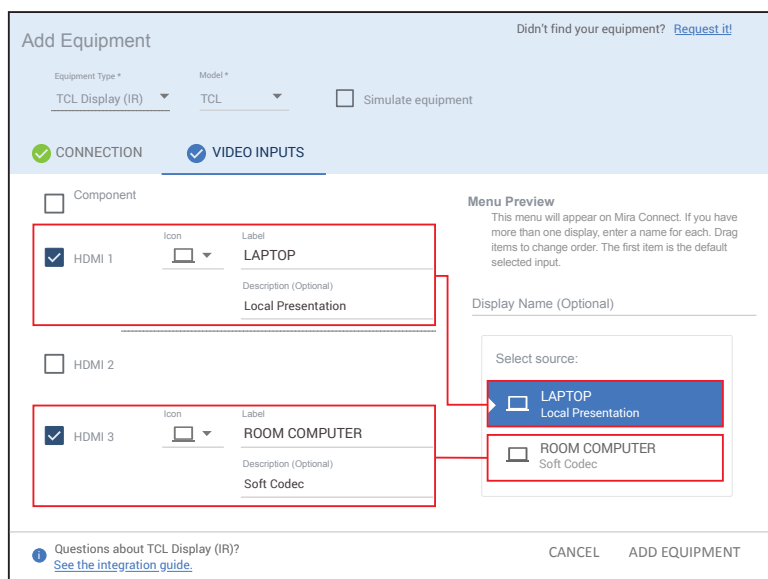 Add Equipment
Didn't find your equipment? Request it!
Equipment Type *
Model *
TCL Display (IR)
TCL
Simulate equipment
CONNECTION
VIDEO INPUTS
Component
HDMI 1
Icon
Label
LAPTOP
Description (Optional)
Local Presentation
HDMI 2
HDMI 3
Icon
Label
ROOM COMPUTER
Description (Optional)
Soft Codec
Menu Preview
This menu will appear on Mira Connect. If you have
more than one display, enter a name for each. Drag
items to change order. The first item is the default
selected input.
Display Name (Optional)
Select source:
LAPTOP
Local Presentation
ROOM COMPUTER
Soft Codec
Questions about TCL Display (IR)?
See the integration guide.
CANCEL
ADD EQUIPMENT